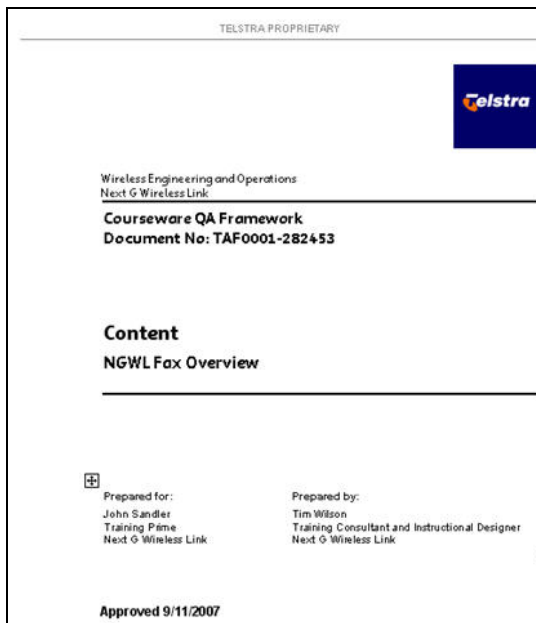 TELSTRA PROPRIETARY
Telstra
Wireless Engineering and Operations
Next G Wireless Link
Courseware QA Framework
Document No: TAF0001-282453
Content
NGWL Fax Overview
Prepared for:
John Sandler
Training Prime
Next G Wireless Link
Prepared by:
Tim Wilson
Training Consultant and Instructional Designer
Next G Wireless Link
Approved 9/11/2007